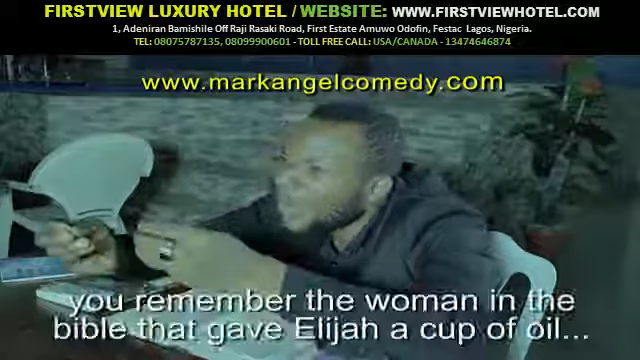 FIRSTVIEW LUXURY HOTEL / WEBSITE: WWW.FIRSTVIEWHOTEL.COM
1, Adeniran Bamishile Off Raji Rasaki Road, First Estate Amuwo Odofin, Festac Lagos, Nigeria.
TEL: 08075787135, 08099900601 - TOLL FREE CALL: USA/CANADA - 13474646874
www.markangelcomedy.com
you remember the woman in the
bible that gave Elijah a cup of oil...